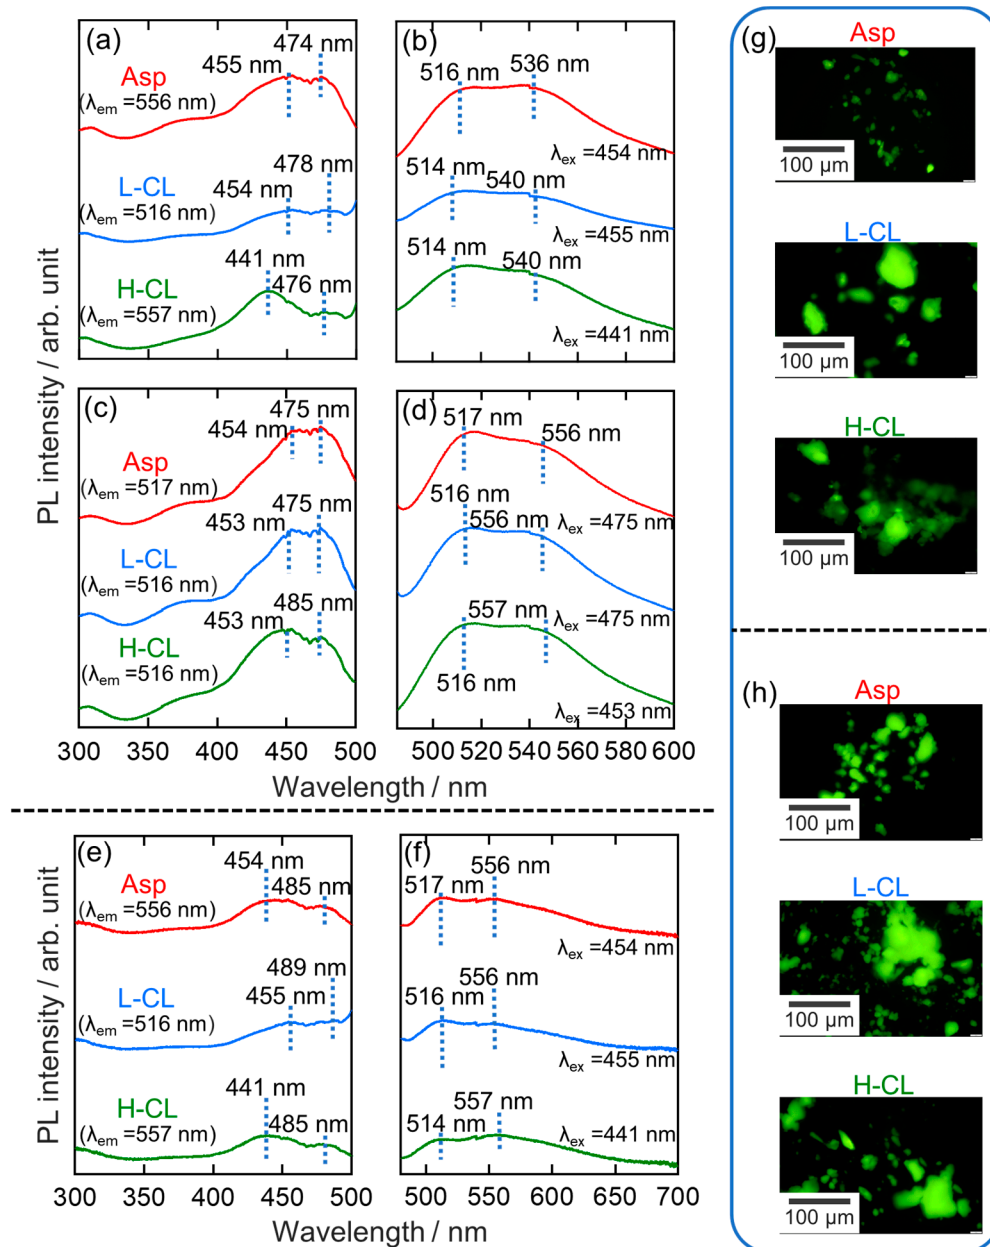 (a)
474 nm
455 nm
Asp
(λem =556 nm)
478 nm
L-CL
454 nm
(λem =516 nm)
441 nm
H-CL
476 nm
(λem =557 nm)
(b)
516 nm
536 nm
λex =454 nm
514 nm
540 nm
λex =455 nm
514 nm
540 nm
λex =441 nm
PL intensity / arb. unit
(c)
475 nm
454 nm
Asp
(λem =517 nm)
475 nm
L-CL
453 nm
(λem =516 nm)
485 nm
H-CL
453 nm
(λem =516 nm)
300 350 400 450 500
(d)
517 nm
556 nm
516 nm
λex =475 nm
556 nm
557 nm
λex =475 nm
516 nm
λex =453 nm
500 520 540 560 580 600
Wavelength / nm
(e)
454 nm
Asp
485 nm
(λem =556 nm)
489 nm
L-CL
455 nm
(λem =516 nm)
441 nm
H-CL
485 nm
(λem =557 nm)
300 350 400 450 500
(f)
556 nm
517 nm
λex =454 nm
556 nm
516 nm
λex =455 nm
557 nm
514 nm
λex =441 nm
500 550 600 650 700
PL intensity / arb. unit
Wavelength / nm
(g)
Asp
100 μm
L-CL
100 μm
H-CL
100 μm
(h)
Asp
100 μm
L-CL
100 μm
H-CL
100 μm